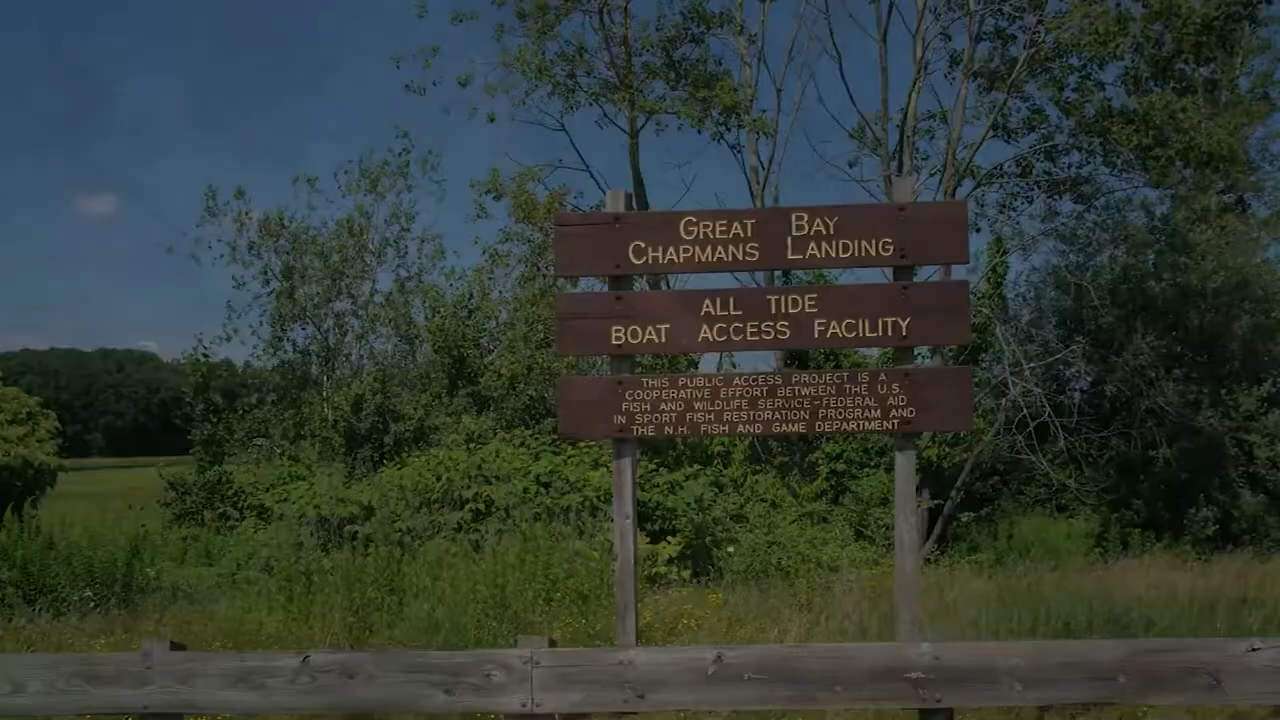 GREAT BAY
CHAPMANS LANDING
ALL TIDE
BOAT ACCESS FACILITY
THIS PUBLIC ACCESS PROJECT IS A
COOPERATIVE EFFORT BETWEEN THE U.S.
FISH AND WILDLIFE SERVICE-FEDERAL AID
IN SPORT FISH RESTORATION PROGRAM AND
THE N.H. FISH AND GAME DEPARTMENT